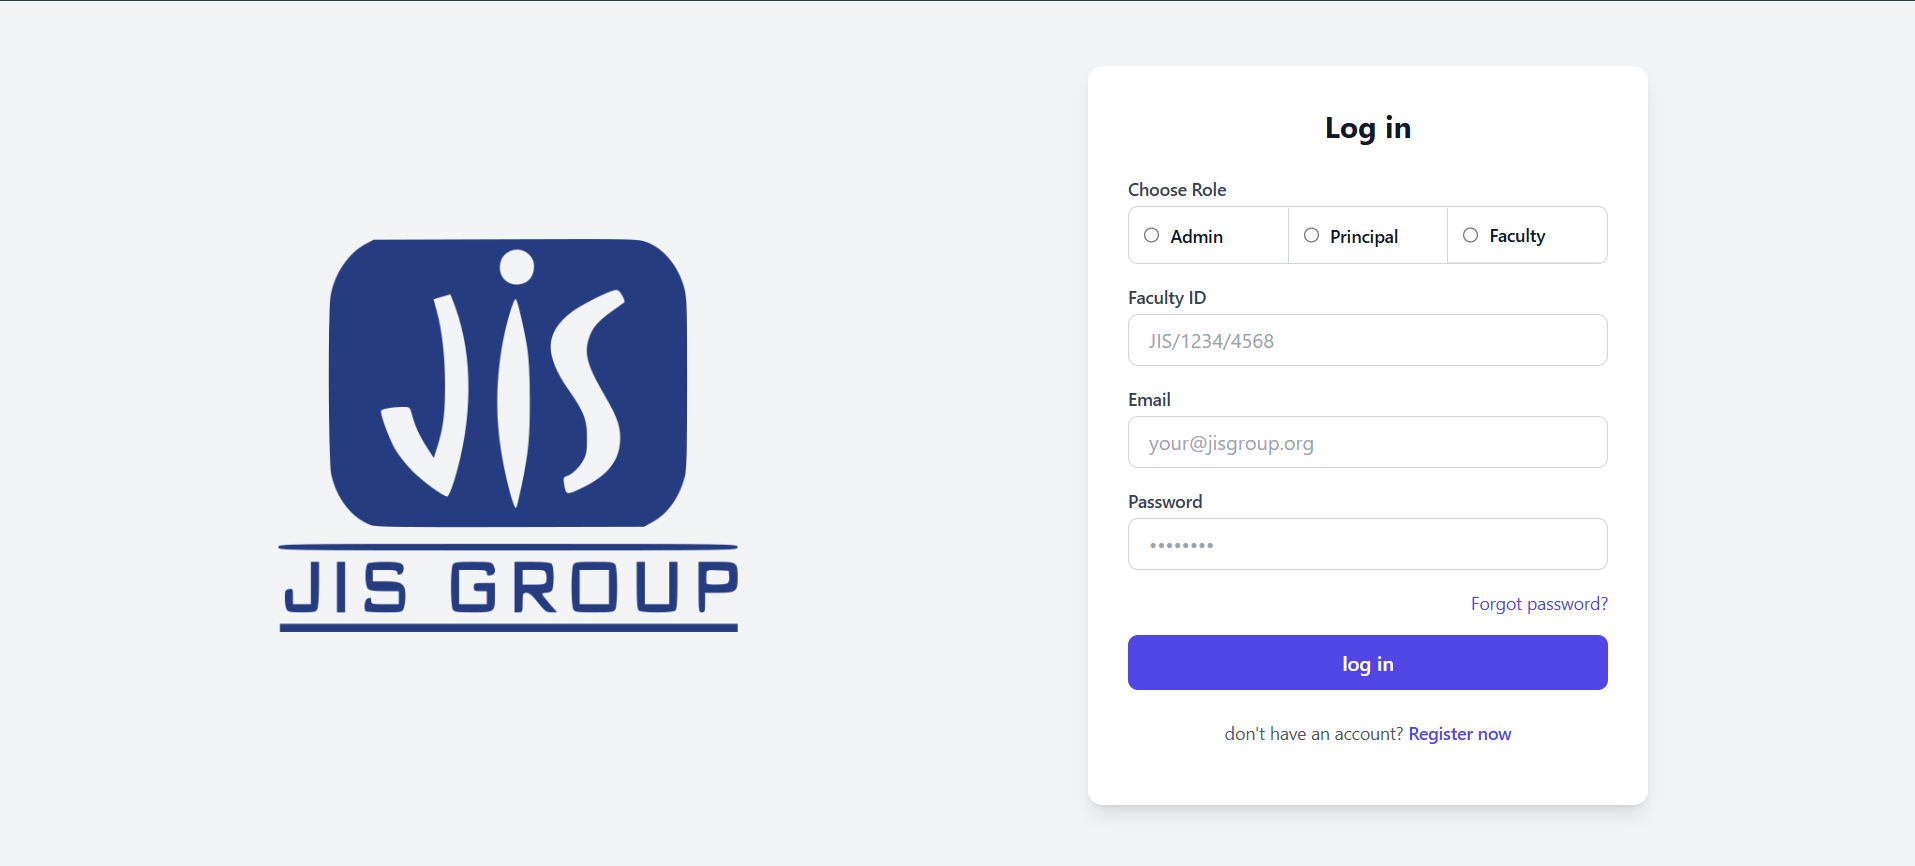 JIS
JIS GROUP
Log in
Choose Role
Admin Principal Faculty
Faculty ID
JIS/1234/4568
Email
your@jisgroup.org
Password
••••••••
Forgot password?
log in
don't have an account? Register now